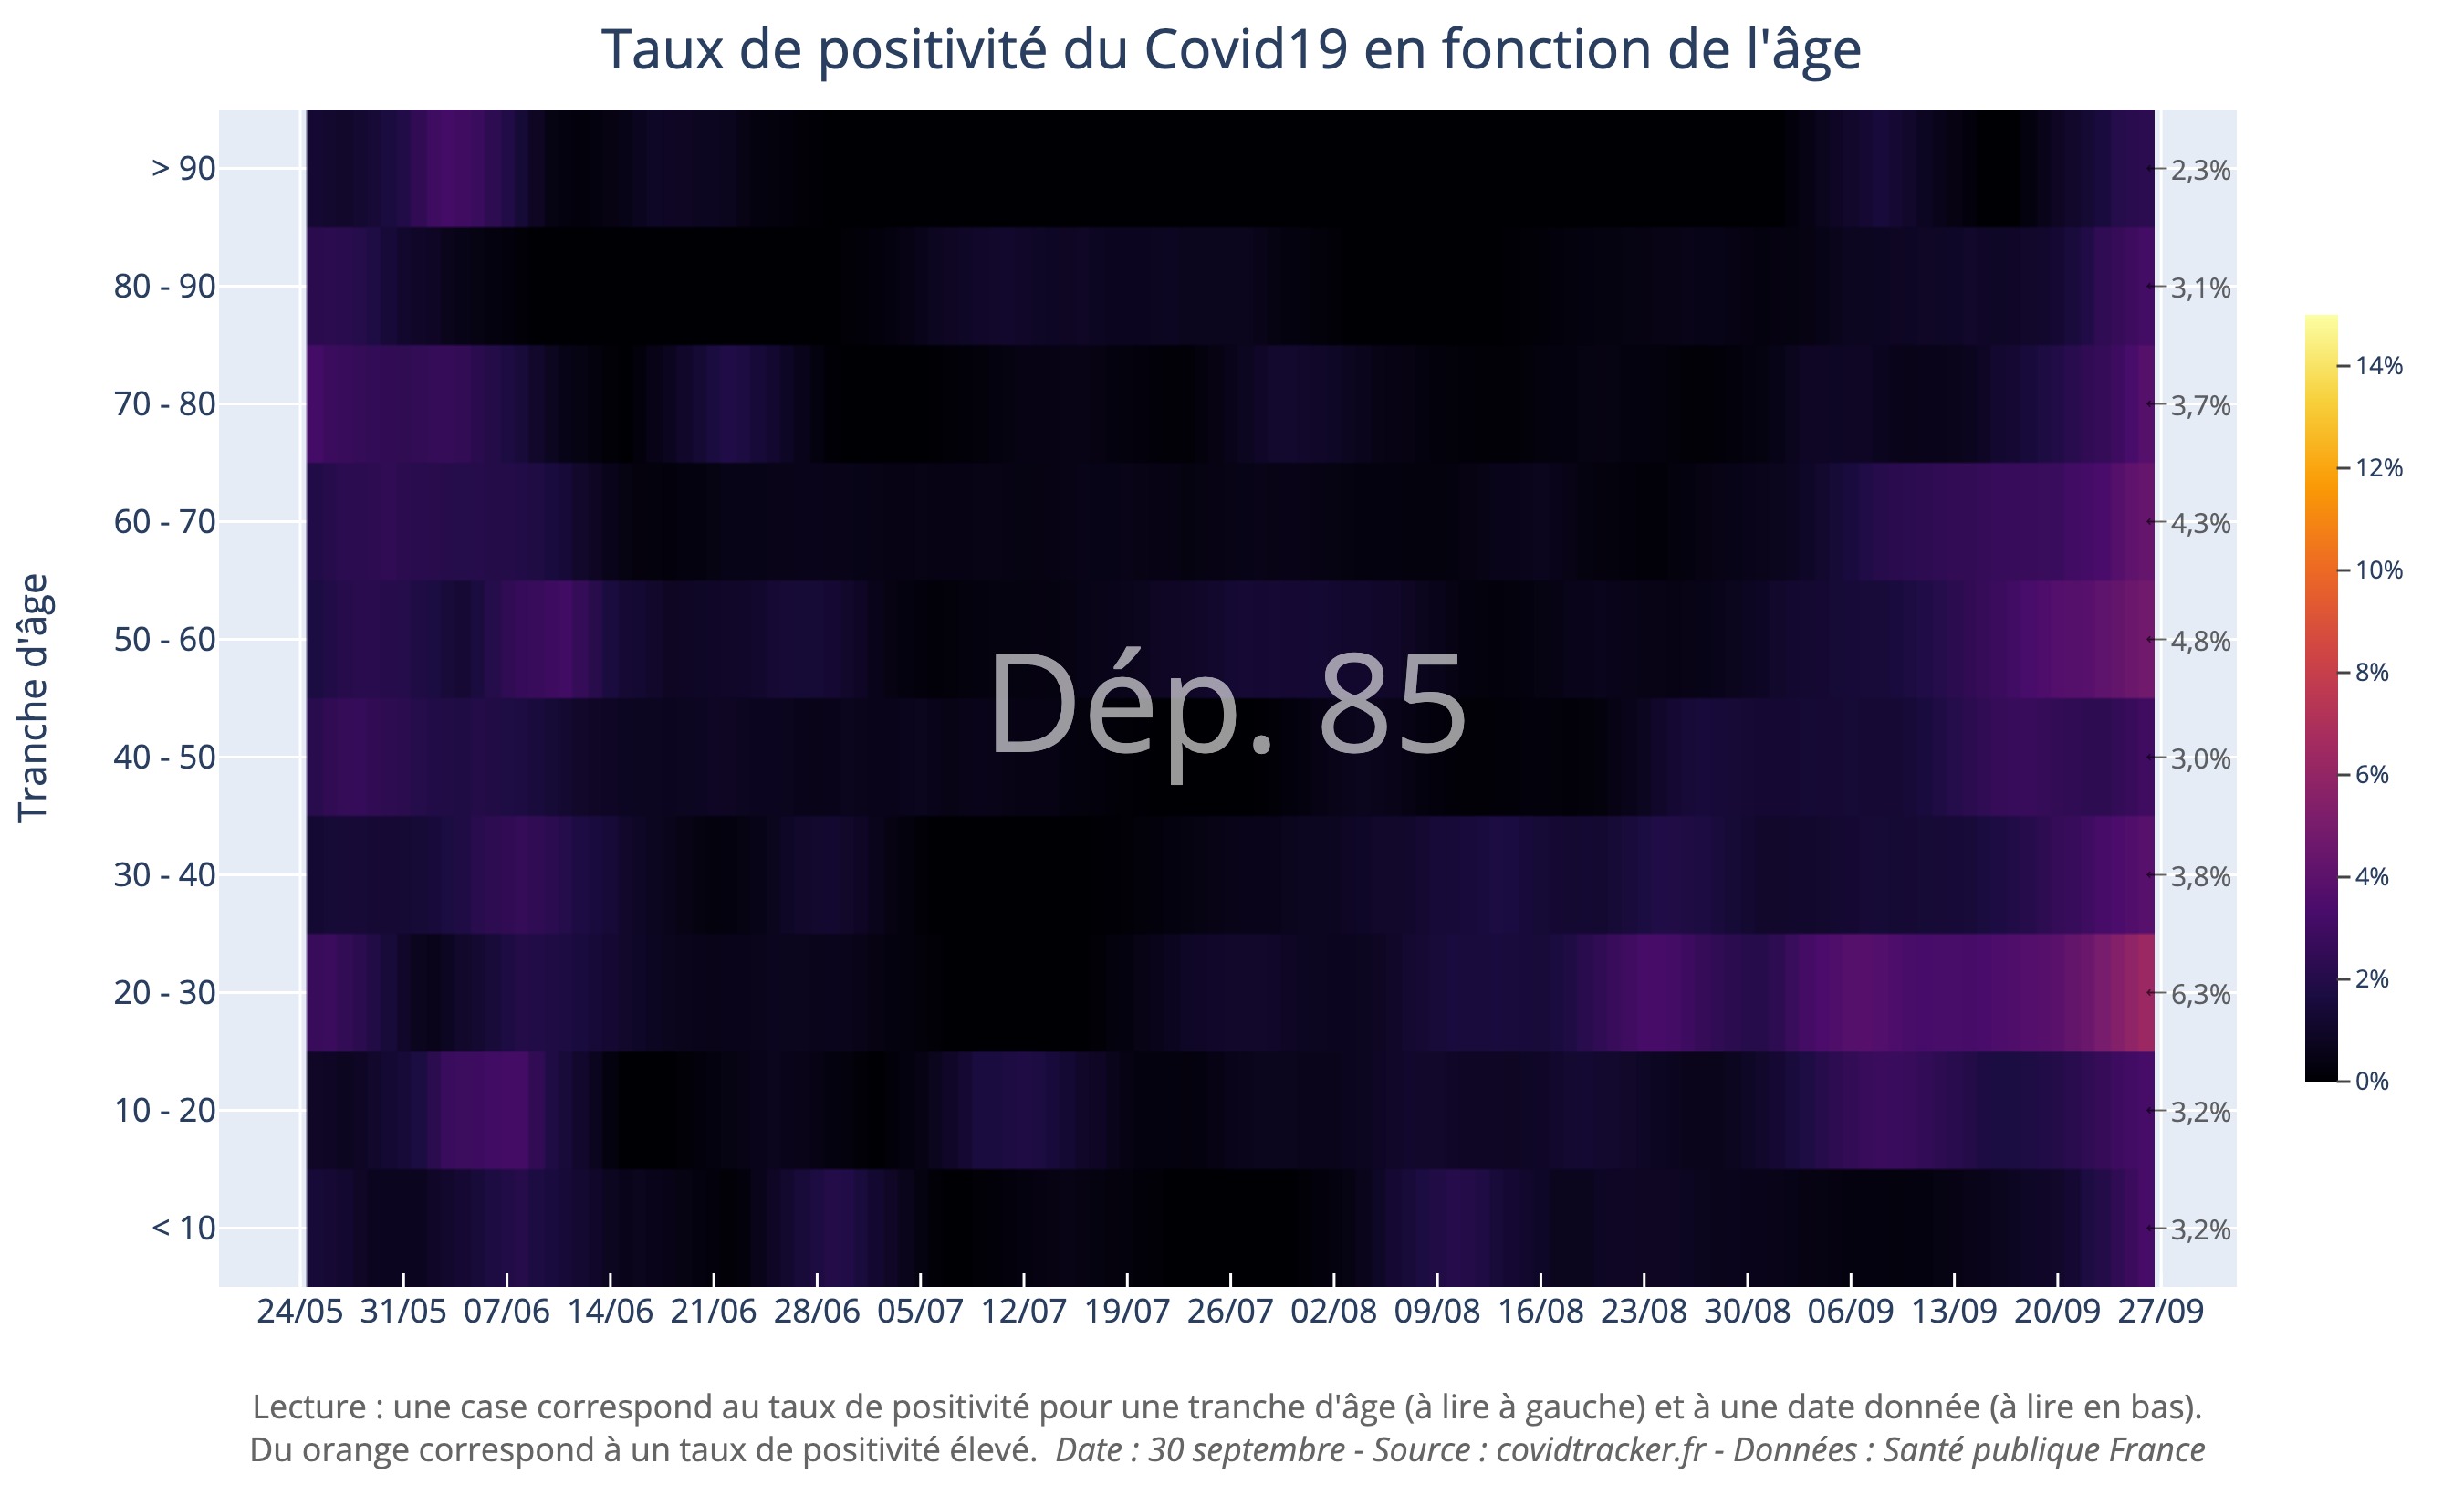 Taux de positivité du Covid19 en fonction de l'âge
Tranche d'âge
> 90
80 - 90
70 - 80
60 - 70
50 - 60
40 - 50
30 - 40
20 - 30
10 - 20
< 10
Dép. 85
2,3%
3,1%
3,7%
4,3%
4,8%
3,0%
3,8%
6,3%
3,2%
3,2%
14%
12%
10%
8%
6%
4%
2%
0%
24/05 31/05 07/06 14/06 21/06 28/06 05/07 12/07 19/07 26/07 02/08 09/08 16/08 23/08 30/08 06/09 13/09 20/09 27/09
Lecture : une case correspond au taux de positivité pour une tranche d'âge (à lire à gauche) et à une date donnée (à lire en bas).
Du orange correspond à un taux de positivité élevé. Date : 30 septembre - Source : covidtracker.fr - Données : Santé publique France